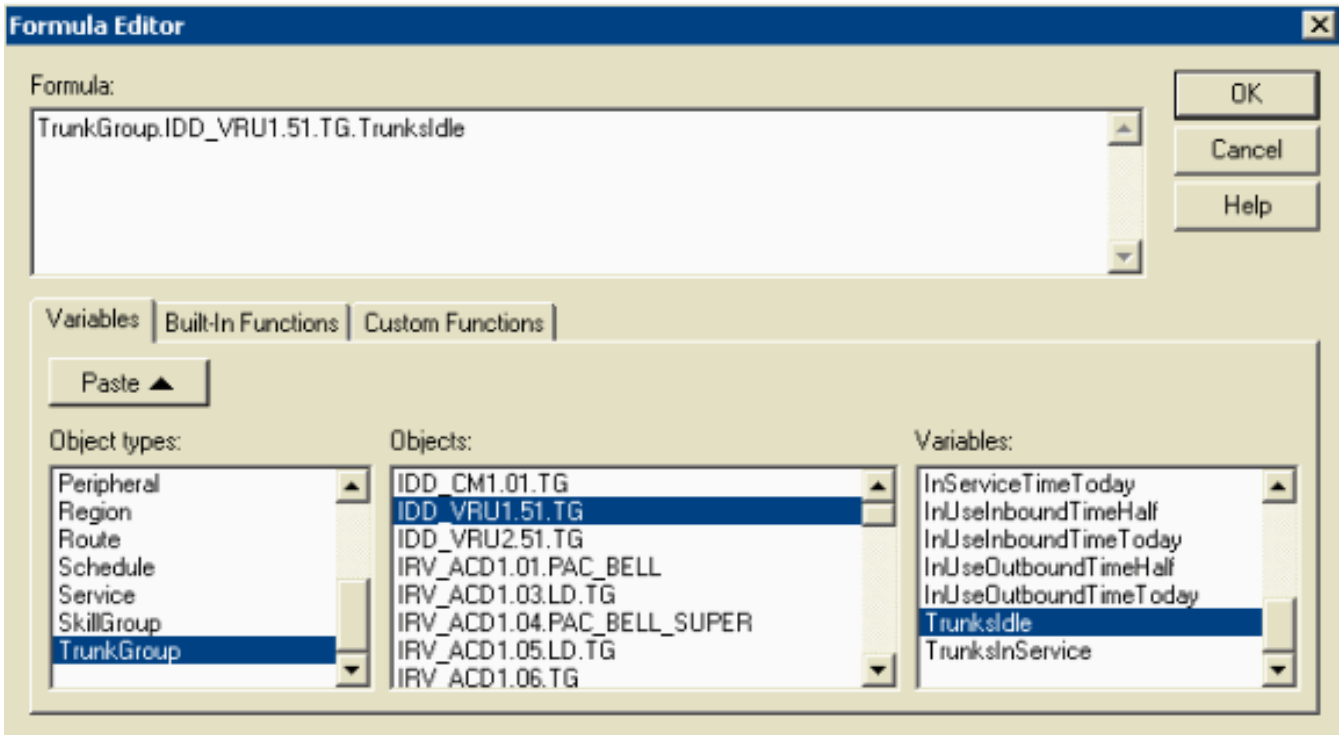 Formula Editor
Formula:
TrunkGroup.IDD_VRU1.51.TG.TrunksIdle
OK
Cancel
Help
Variables
Built-In Functions
Custom Functions
Paste
Object types:
Peripheral
Region
Route
Schedule
Service
SkillGroup
TrunkGroup
Objects:
IDD_CM1.01.TG
IDD_VRU1.51.TG
IDD_VRU2.51.TG
IRV_ACD1.01.PAC_BELL
IRV_ACD1.03.LD.TG
IRV_ACD1.04.PAC_BELL_SUPER
IRV_ACD1.05.LD.TG
IRV_ACD1.06.TG
Variables:
InServiceTimeToday
InUseInboundTimeHalf
InUseInboundTimeToday
InUseOutboundTimeHalf
InUseOutboundTimeToday
TrunksIdle
TrunksInService